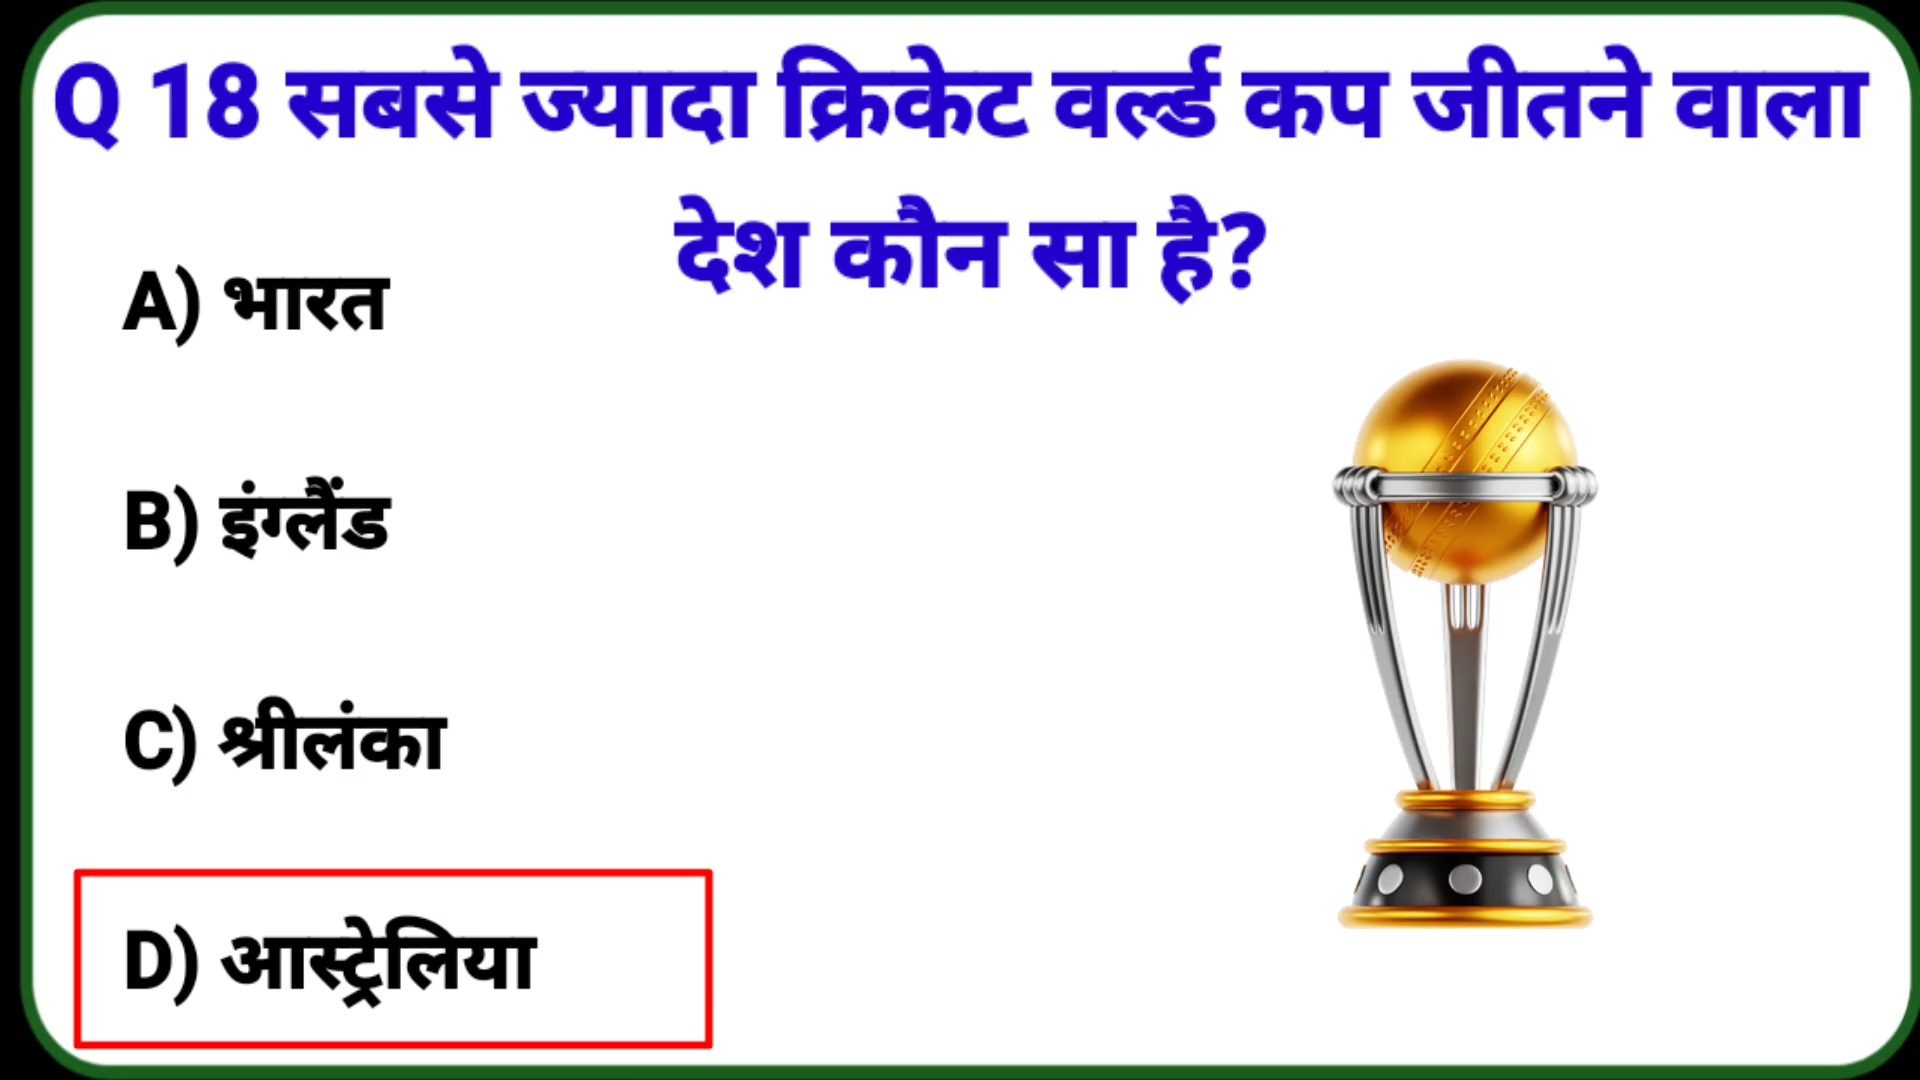 Q 18 सबसे ज्यादा क्रिकेट वर्ल्ड कप जीतने वाला
देश कौन सा है?
A) भारत
B) इंग्लैंड
C) श्रीलंका
D) आस्ट्रेलिया